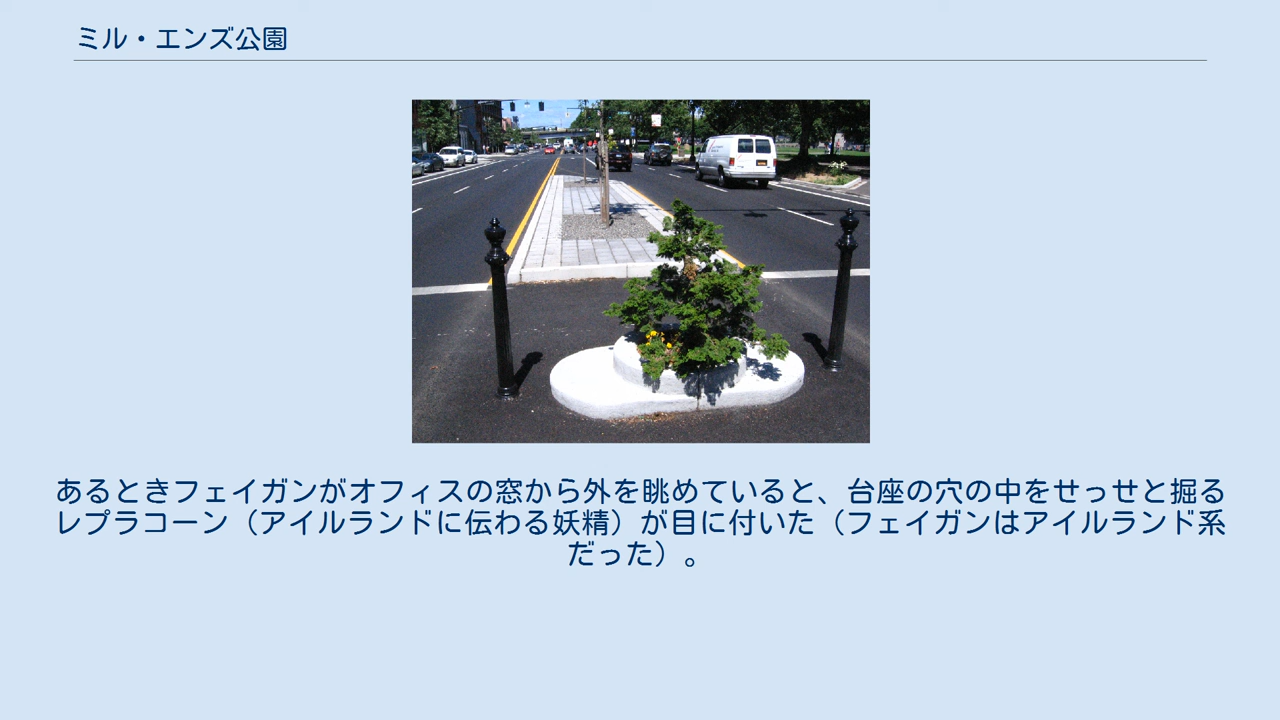 ミル・エンズ公園
あるときフェイガンがオフィスの窓から外を眺めていると、台座の穴の中をせっせと掘る
レプラコーン（アイルランドに伝わる妖精）が目に付いた（フェイガンはアイルランド系
だった）。